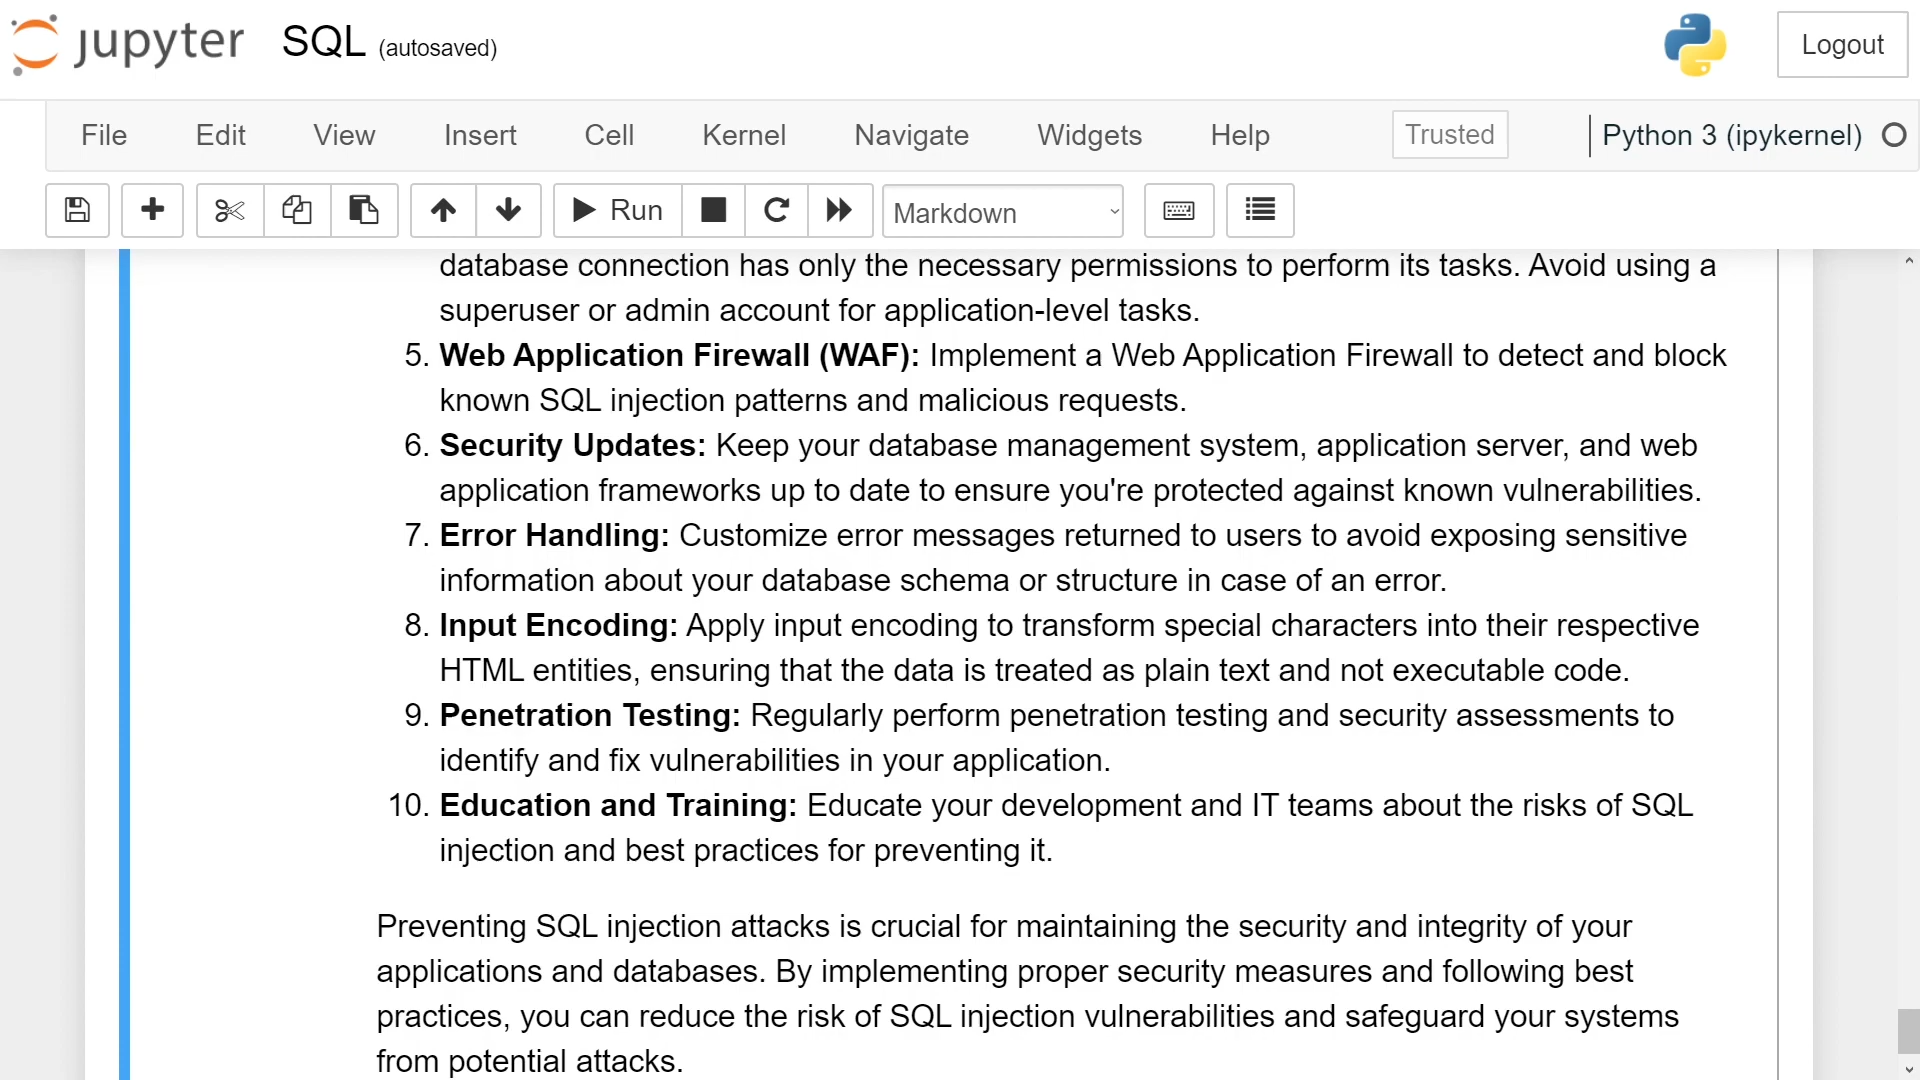 jupyter SQL (autosaved) Logout
File Edit View Insert Cell Kernel Navigate Widgets Help Trusted Python 3 (ipykernel)
Run Markdown
database connection has only the necessary permissions to perform its tasks. Avoid using a
superuser or admin account for application-level tasks.
5. Web Application Firewall (WAF): Implement a Web Application Firewall to detect and block
known SQL injection patterns and malicious requests.
6. Security Updates: Keep your database management system, application server, and web
application frameworks up to date to ensure you're protected against known vulnerabilities.
7. Error Handling: Customize error messages returned to users to avoid exposing sensitive
information about your database schema or structure in case of an error.
8. Input Encoding: Apply input encoding to transform special characters into their respective
HTML entities, ensuring that the data is treated as plain text and not executable code.
9. Penetration Testing: Regularly perform penetration testing and security assessments to
identify and fix vulnerabilities in your application.
10. Education and Training: Educate your development and IT teams about the risks of SQL
injection and best practices for preventing it.
Preventing SQL injection attacks is crucial for maintaining the security and integrity of your
applications and databases. By implementing proper security measures and following best
practices, you can reduce the risk of SQL injection vulnerabilities and safeguard your systems
from potential attacks.